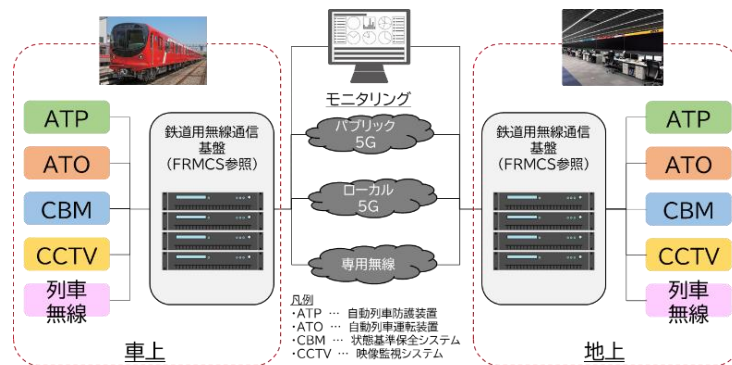 モニタリング
ATP
ATO
CBM
CCTV
列車
無線
鉄道用無線通信
基盤
(FRMCS参照)
車上
パブリック
5G
ローカル
5G
専用無線
鉄道用無線通信
基盤
(FRMCS参照)
ATP
ATO
CBM
CCTV
列車
無線
地上
凡例
・ATP … 自動列車防護装置
・ATO … 自動列車運転装置
・CBM … 状態基準保全システム
・CCTV … 映像監視システム